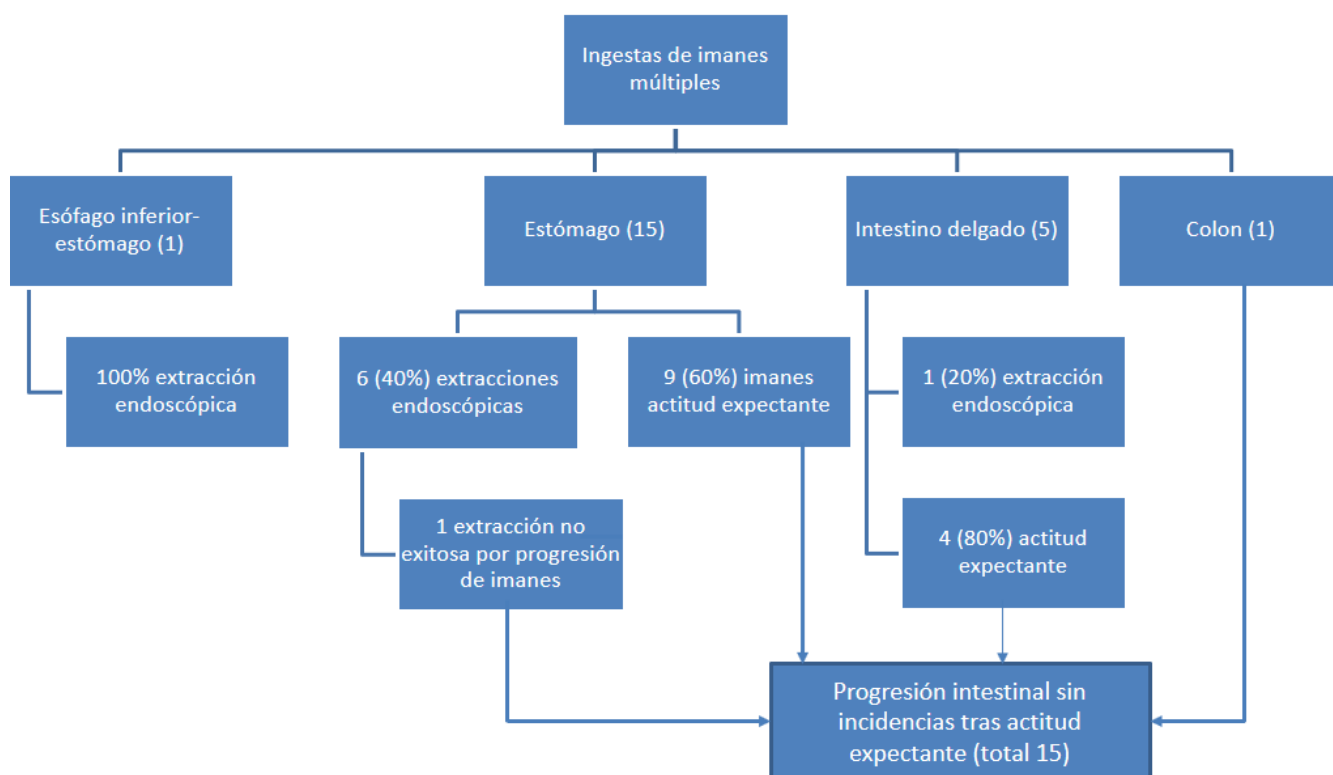 Ingestas de imanes
múltiples
Esófago inferior-
estómago (1)
Estómago (15)
Intestino delgado (5)
Colon (1)
100% extracción
endoscópica
6 (40%) extracciones
endoscópicas
9 (60%) imanes
actitud expectante
1 (20%) extracción
endoscópica
1 extracción no
exitosa por progresión
de imanes
4 (80%) actitud
expectante
Progresión intestinal sin
incidencias tras actitud
expectante (total 15)